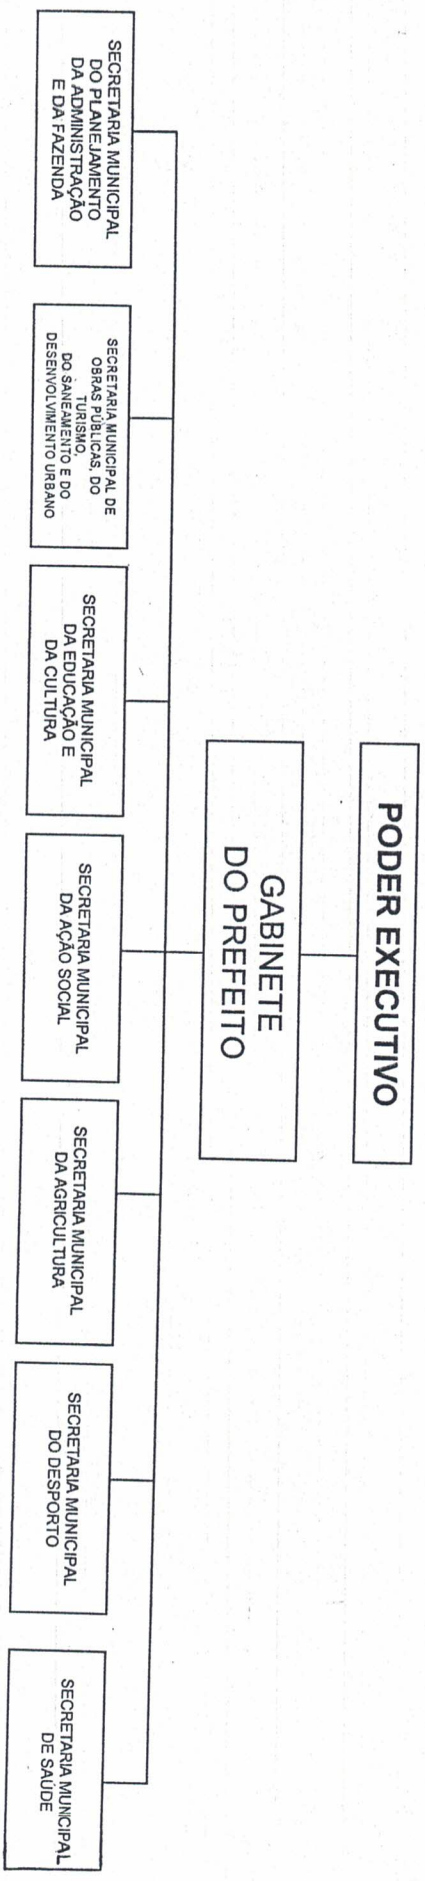 PODER EXECUTIVO
GABINETE
DO PREFEITO
SECRETARIA MUNICIPAL
DO PLANEJAMENTO
DA ADMINISTRAÇÃO
E DA FAZENDA
SECRETARIA MUNICIPAL DE
OBRAS PÚBLICAS, DO
TURISMO,
DO SANEAMENTO E DO
DESENVOLVIMENTO URBANO
SECRETARIA MUNICIPAL
DA EDUCAÇÃO E
DA CULTURA
SECRETARIA MUNICIPAL
DA AÇÃO SOCIAL
SECRETARIA MUNICIPAL
DA AGRICULTURA
SECRETARIA MUNICIPAL
DO DESPORTO
SECRETARIA MUNICIPAL
DE SAÚDE